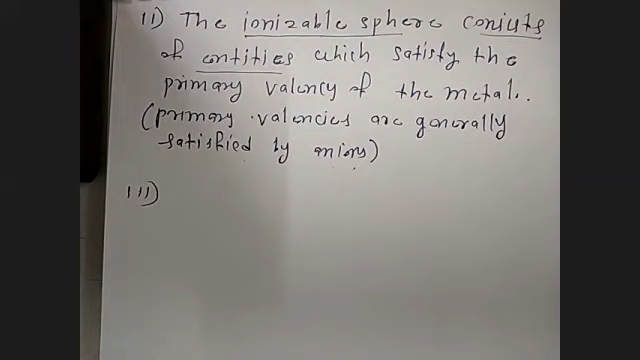 II) The ionizable sphere conists
of entities which satisfy the
primary valency of the metal.
(primary valencies are generally
satisfied by anions)
III)